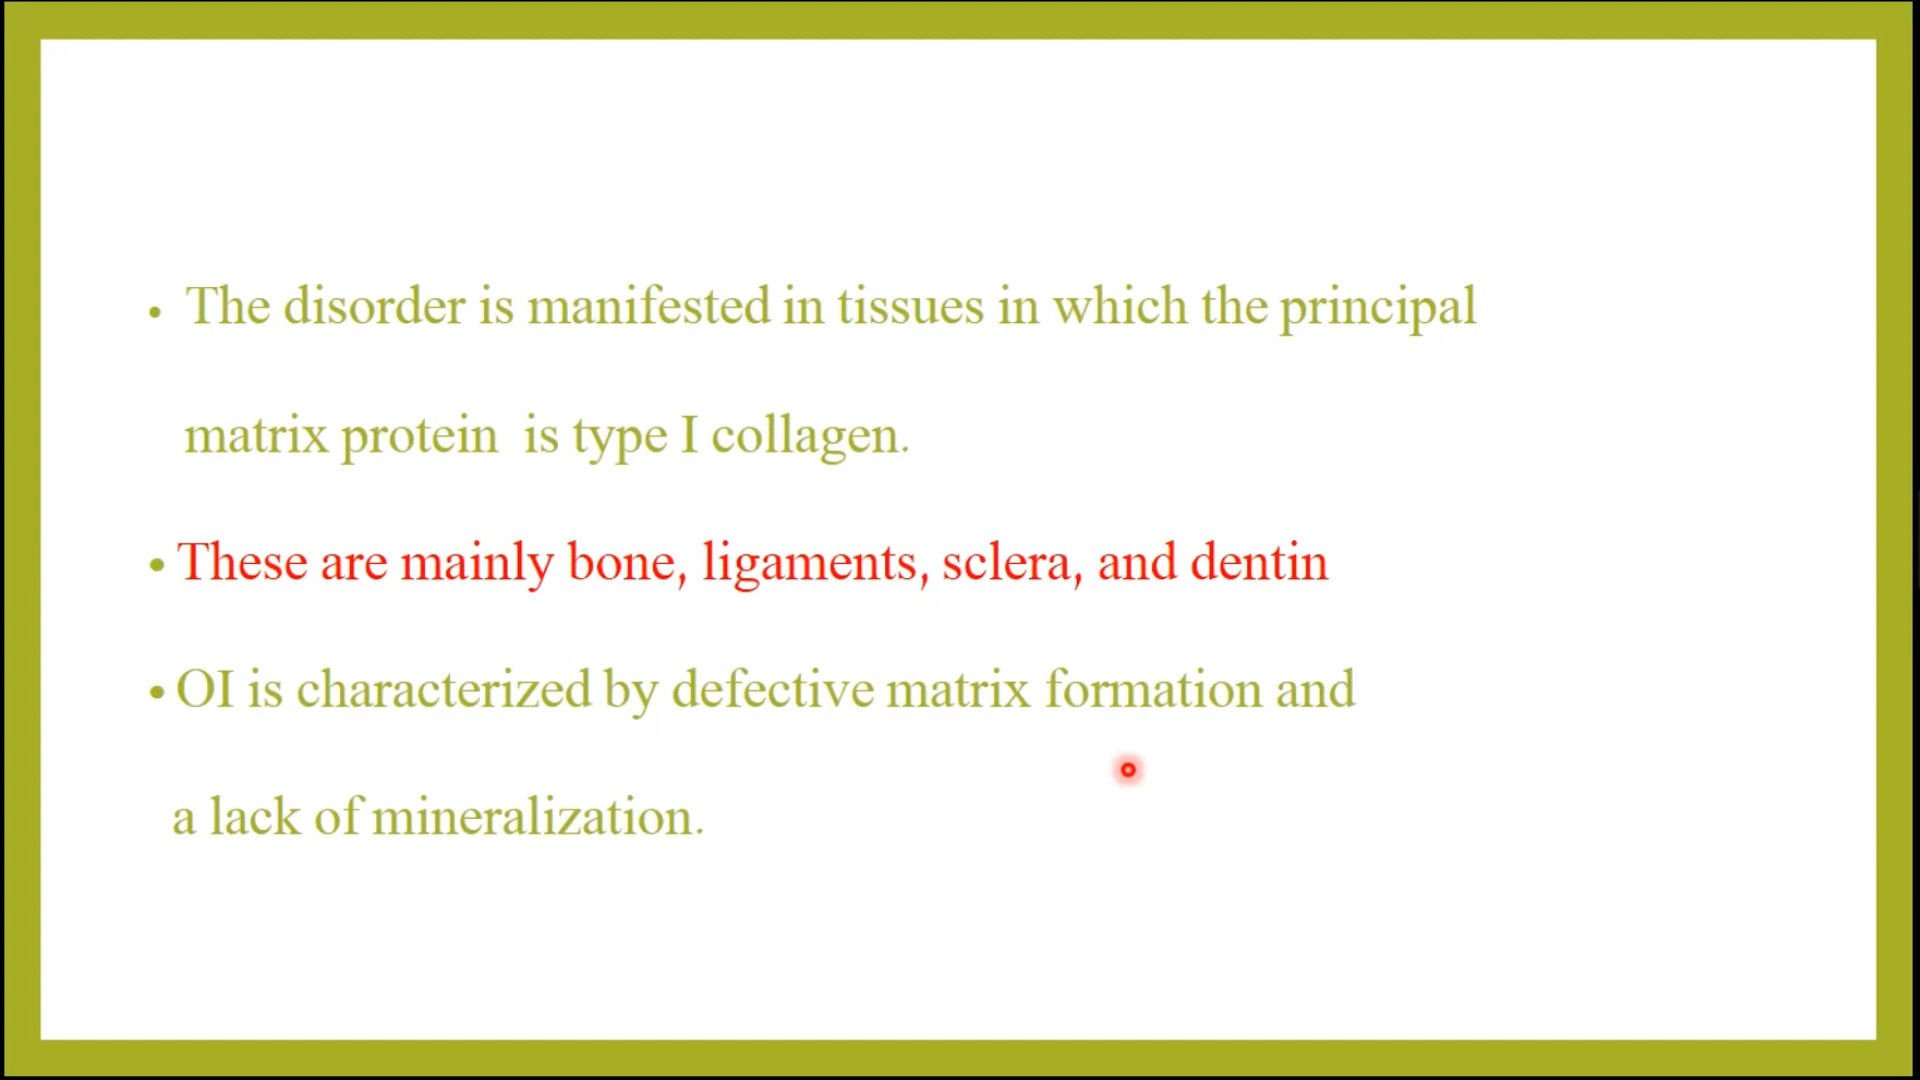 • The disorder is manifested in tissues in which the principal
matrix protein is type I collagen.
• These are mainly bone, ligaments, sclera, and dentin
• OI is characterized by defective matrix formation and
a lack of mineralization.